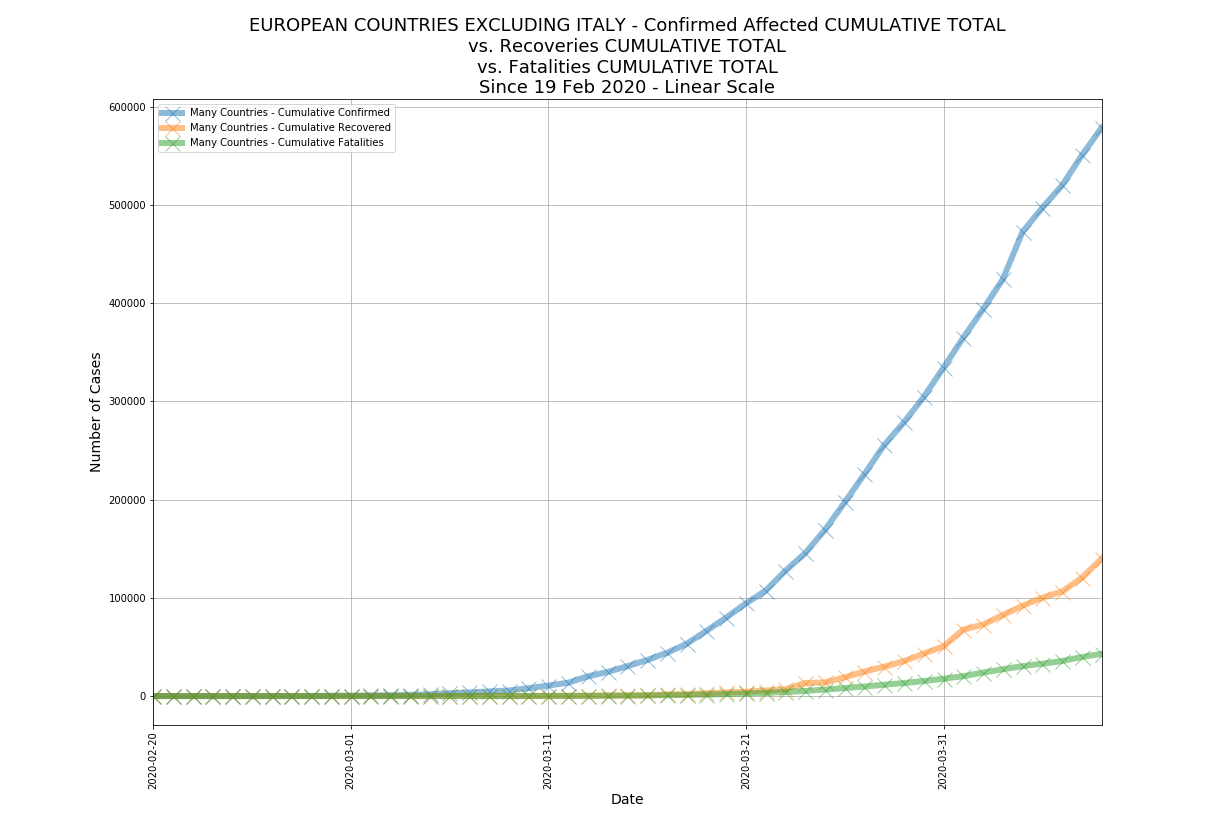 EUROPEAN COUNTRIES EXCLUDING ITALY - Confirmed Affected CUMULATIVE TOTAL
vs. Recoveries CUMULATIVE TOTAL
vs. Fatalities CUMULATIVE TOTAL
Since 19 Feb 2020 - Linear Scale
Many Countries - Cumulative Confirmed
Many Countries - Cumulative Recovered
Many Countries - Cumulative Fatalities
600000
500000
400000
300000
200000
100000
0
Number of Cases
2020-02-20
2020-03-01
2020-03-11
2020-03-21
2020-03-31
Date